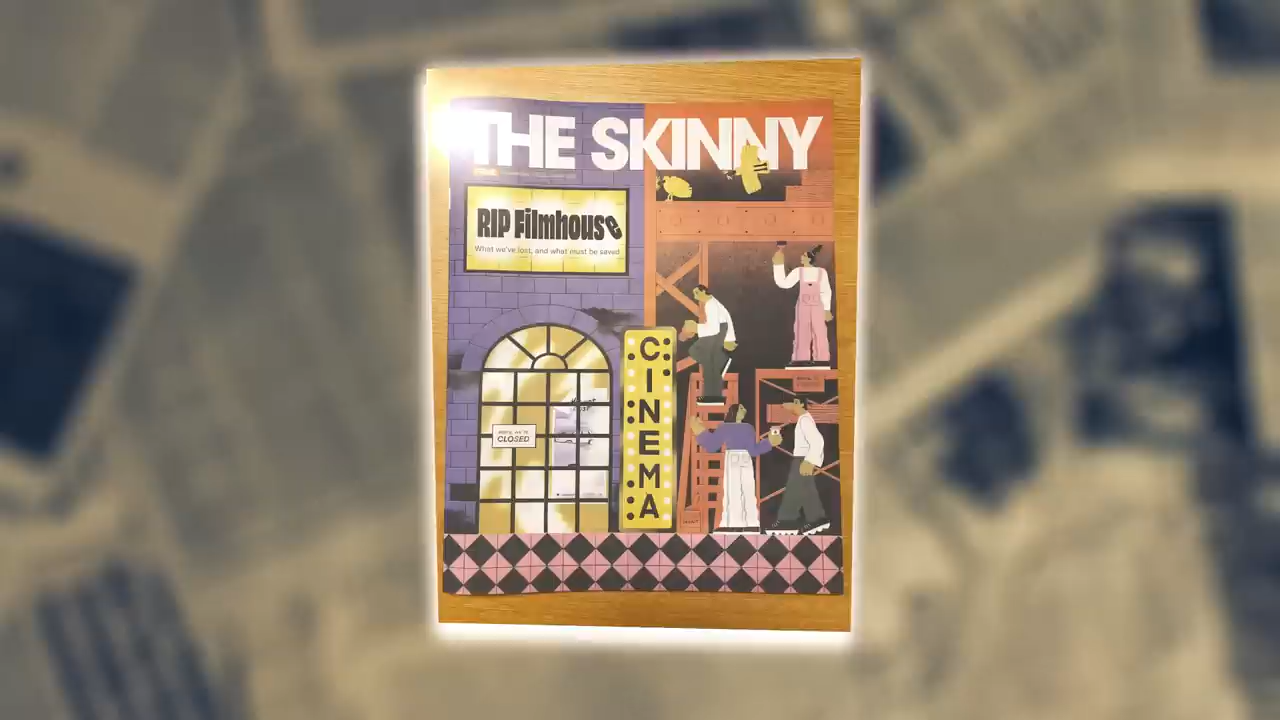 THE SKINNY
RIP Filmhouse
What we've lost, and what must be saved
CINEMA
CLOSED